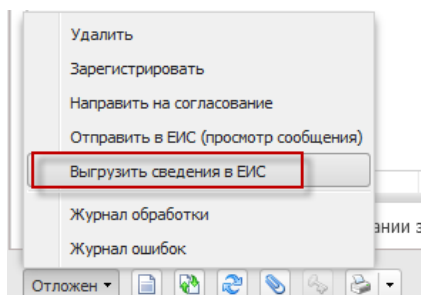 Удалить
Зарегистрировать
Направить на согласование
Отправить в ЕИС (просмотр сообщения)
Выгрузить сведения в ЕИС
Журнал обработки
Журнал ошибок
Отложен